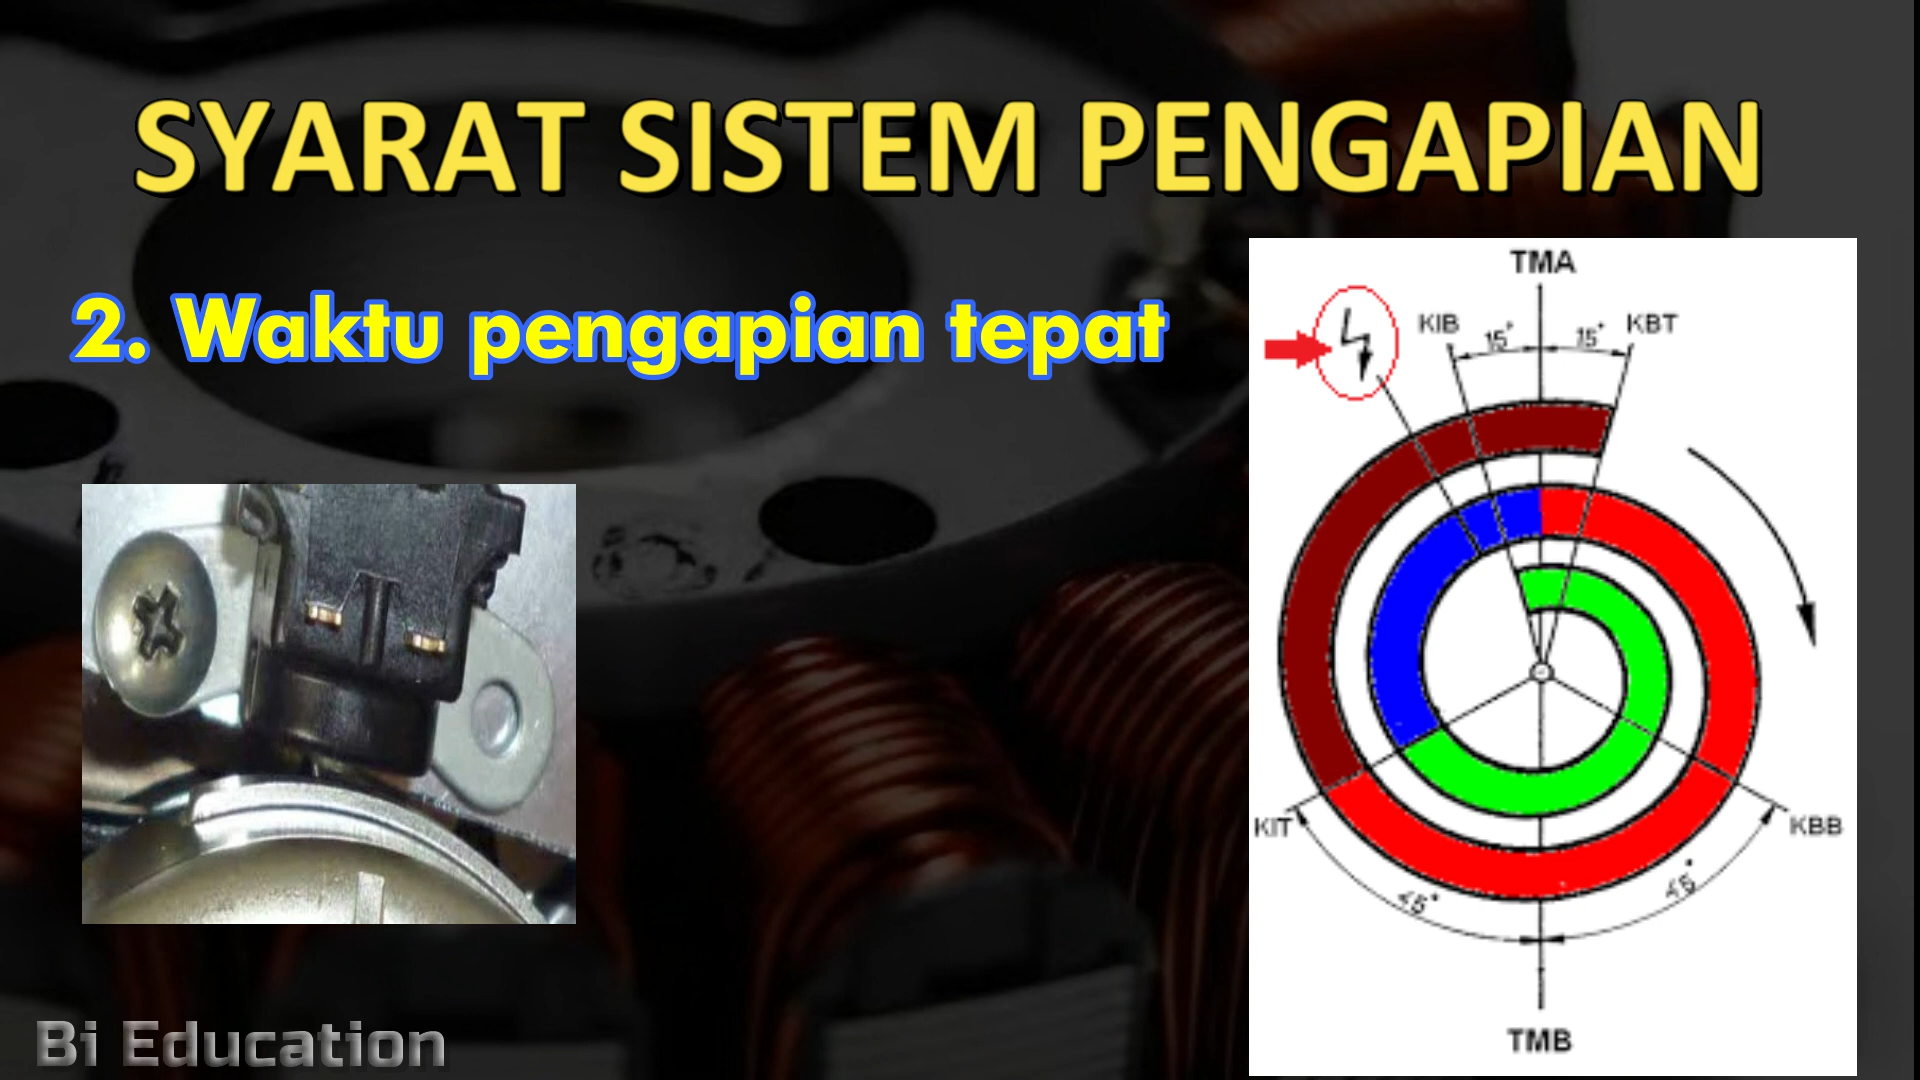 SYARAT SISTEM PENGAPIAN
2. Waktu pengapian tepat
TMA
KIB 15° 15° KBT
KIT KBB
45° 45°
TMB
Bi Education